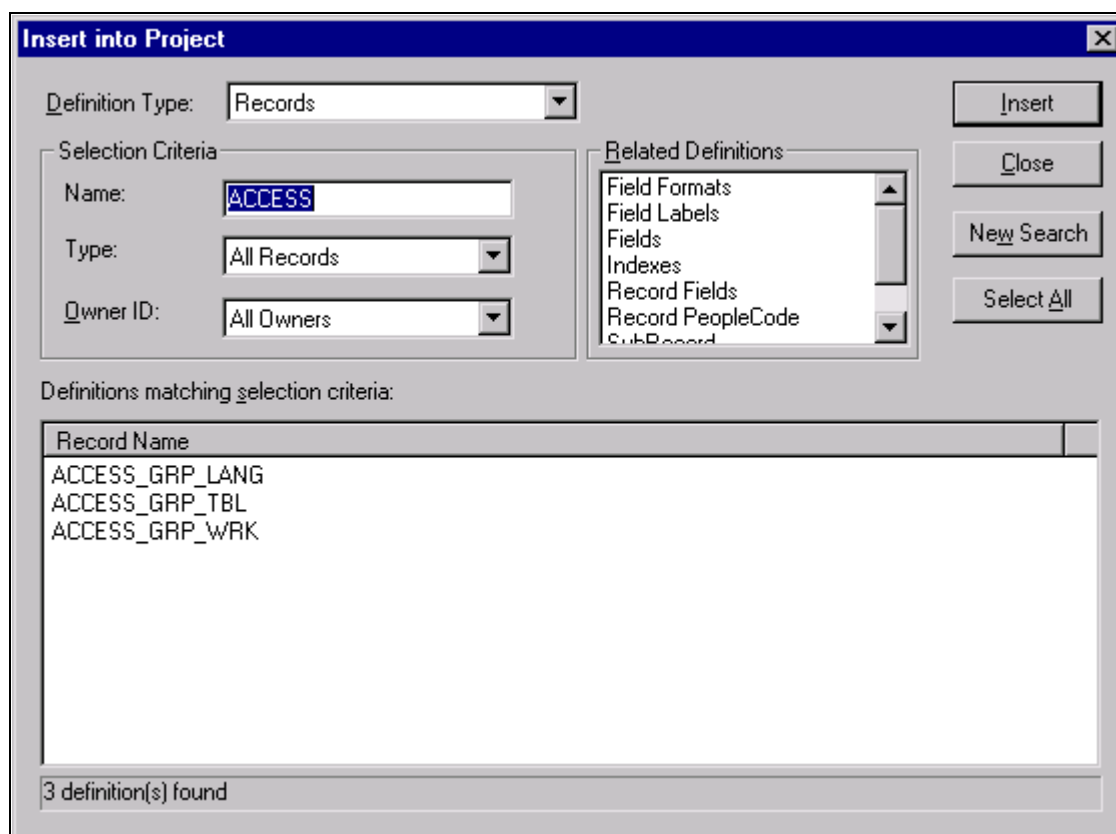 Insert into Project
Definition Type: Records
Insert
Selection Criteria
Related Definitions
Close
Name: ACCESS
Field Formats
Field Labels
Fields
Indexes
Record Fields
Record PeopleCode
SubRecord
New Search
Type: All Records
Select All
Owner ID: All Owners
Definitions matching selection criteria:
Record Name
ACCESS_GRP_LANG
ACCESS_GRP_TBL
ACCESS_GRP_WRK
3 definition(s) found